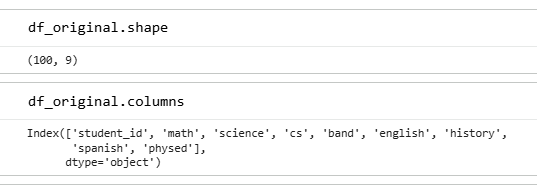 df_original.shape
(100, 9)
df_original.columns
Index(['student_id', 'math', 'science', 'cs', 'band', 'english', 'history',
'spanish', 'physed'],
dtype='object')